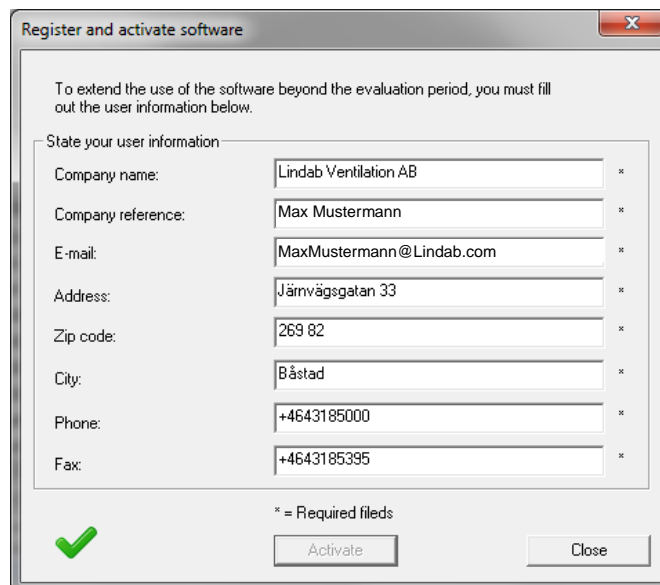 Register and activate software
To extend the use of the software beyond the evaluation period, you must fill
out the user information below.
State your user information
Company name: Lindab Ventilation AB *
Company reference: Max Mustermann *
E-mail: MaxMustermann@Lindab.com *
Address: Järnvägsgatan 33 *
Zip code: 269 82 *
City: Båstad *
Phone: +4643185000 *
Fax: +4643185395 *
* = Required fileds
Activate Close